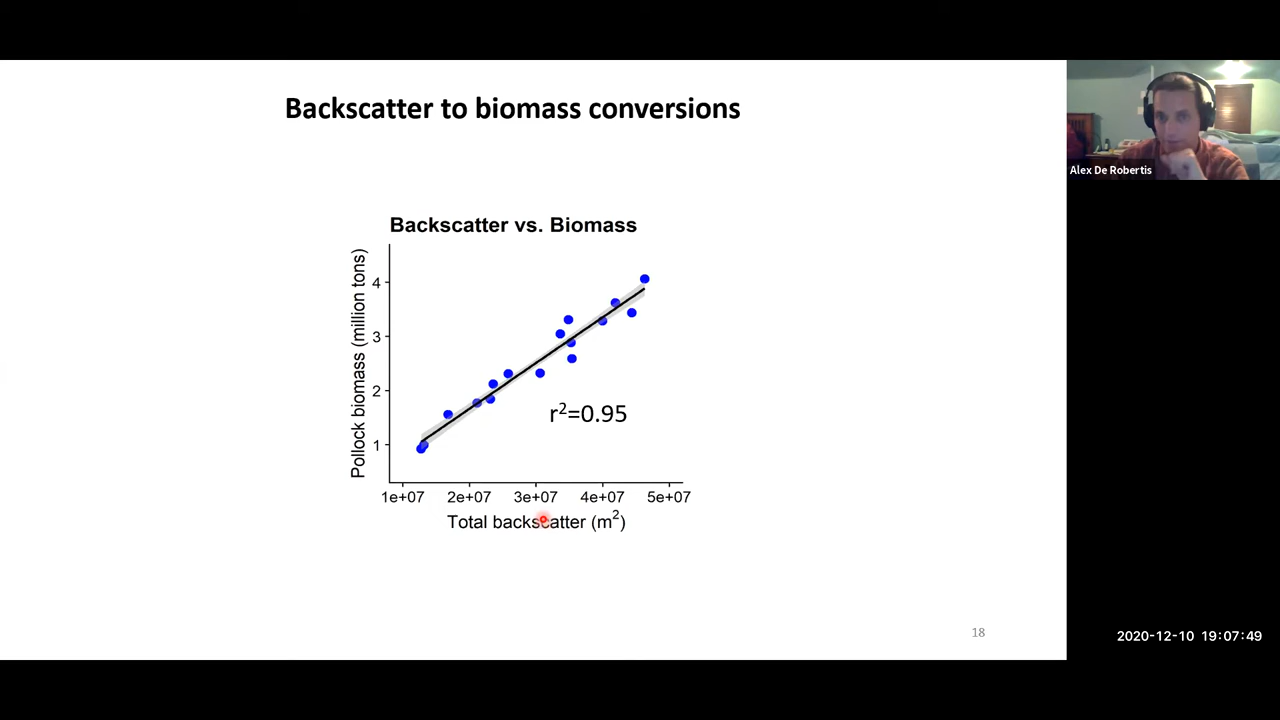 Backscatter to biomass conversions
Alex De Robertis
Backscatter vs. Biomass
Pollock biomass (million tons)
4
3
2
1
r²=0.95
1e+07 2e+07 3e+07 4e+07 5e+07
Total backscatter (m²)
18
2020-12-10 19:07:49